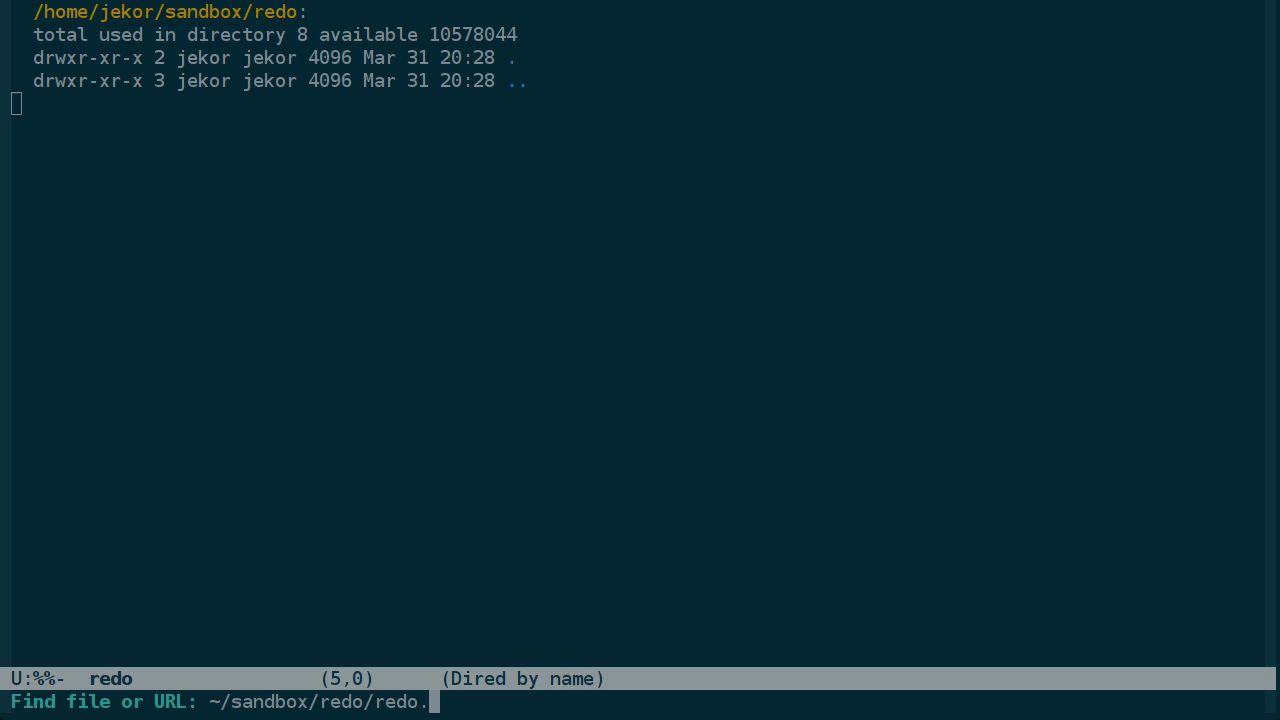 /home/jekor/sandbox/redo:
total used in directory 8 available 10578044
drwxr-xr-x 2 jekor jekor 4096 Mar 31 20:28 .
drwxr-xr-x 3 jekor jekor 4096 Mar 31 20:28 ..
U:%%-  redo                 (5,0)      (Dired by name)
Find file or URL: ~/sandbox/redo/redo.